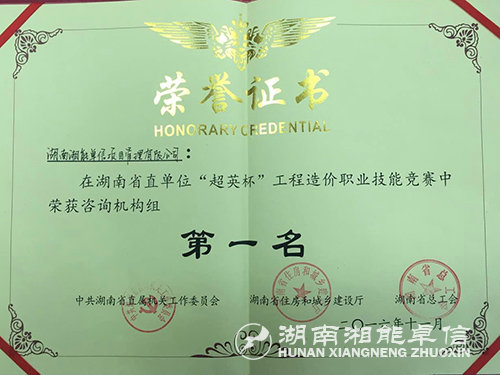 荣誉证书
HONORARY CREDENTIAL
湖南湘能卓信项目管理有限公司：
在湖南省直单位“超英杯”工程造价职业技能竞赛中
荣获咨询机构组
第一名
中共湖南省直属机关工作委员会 湖南省住房和城乡建设厅 湖南省总工会
二〇一六年十一月
湖南湘能卓信
HUNAN XIANGNENG ZHUOXIN